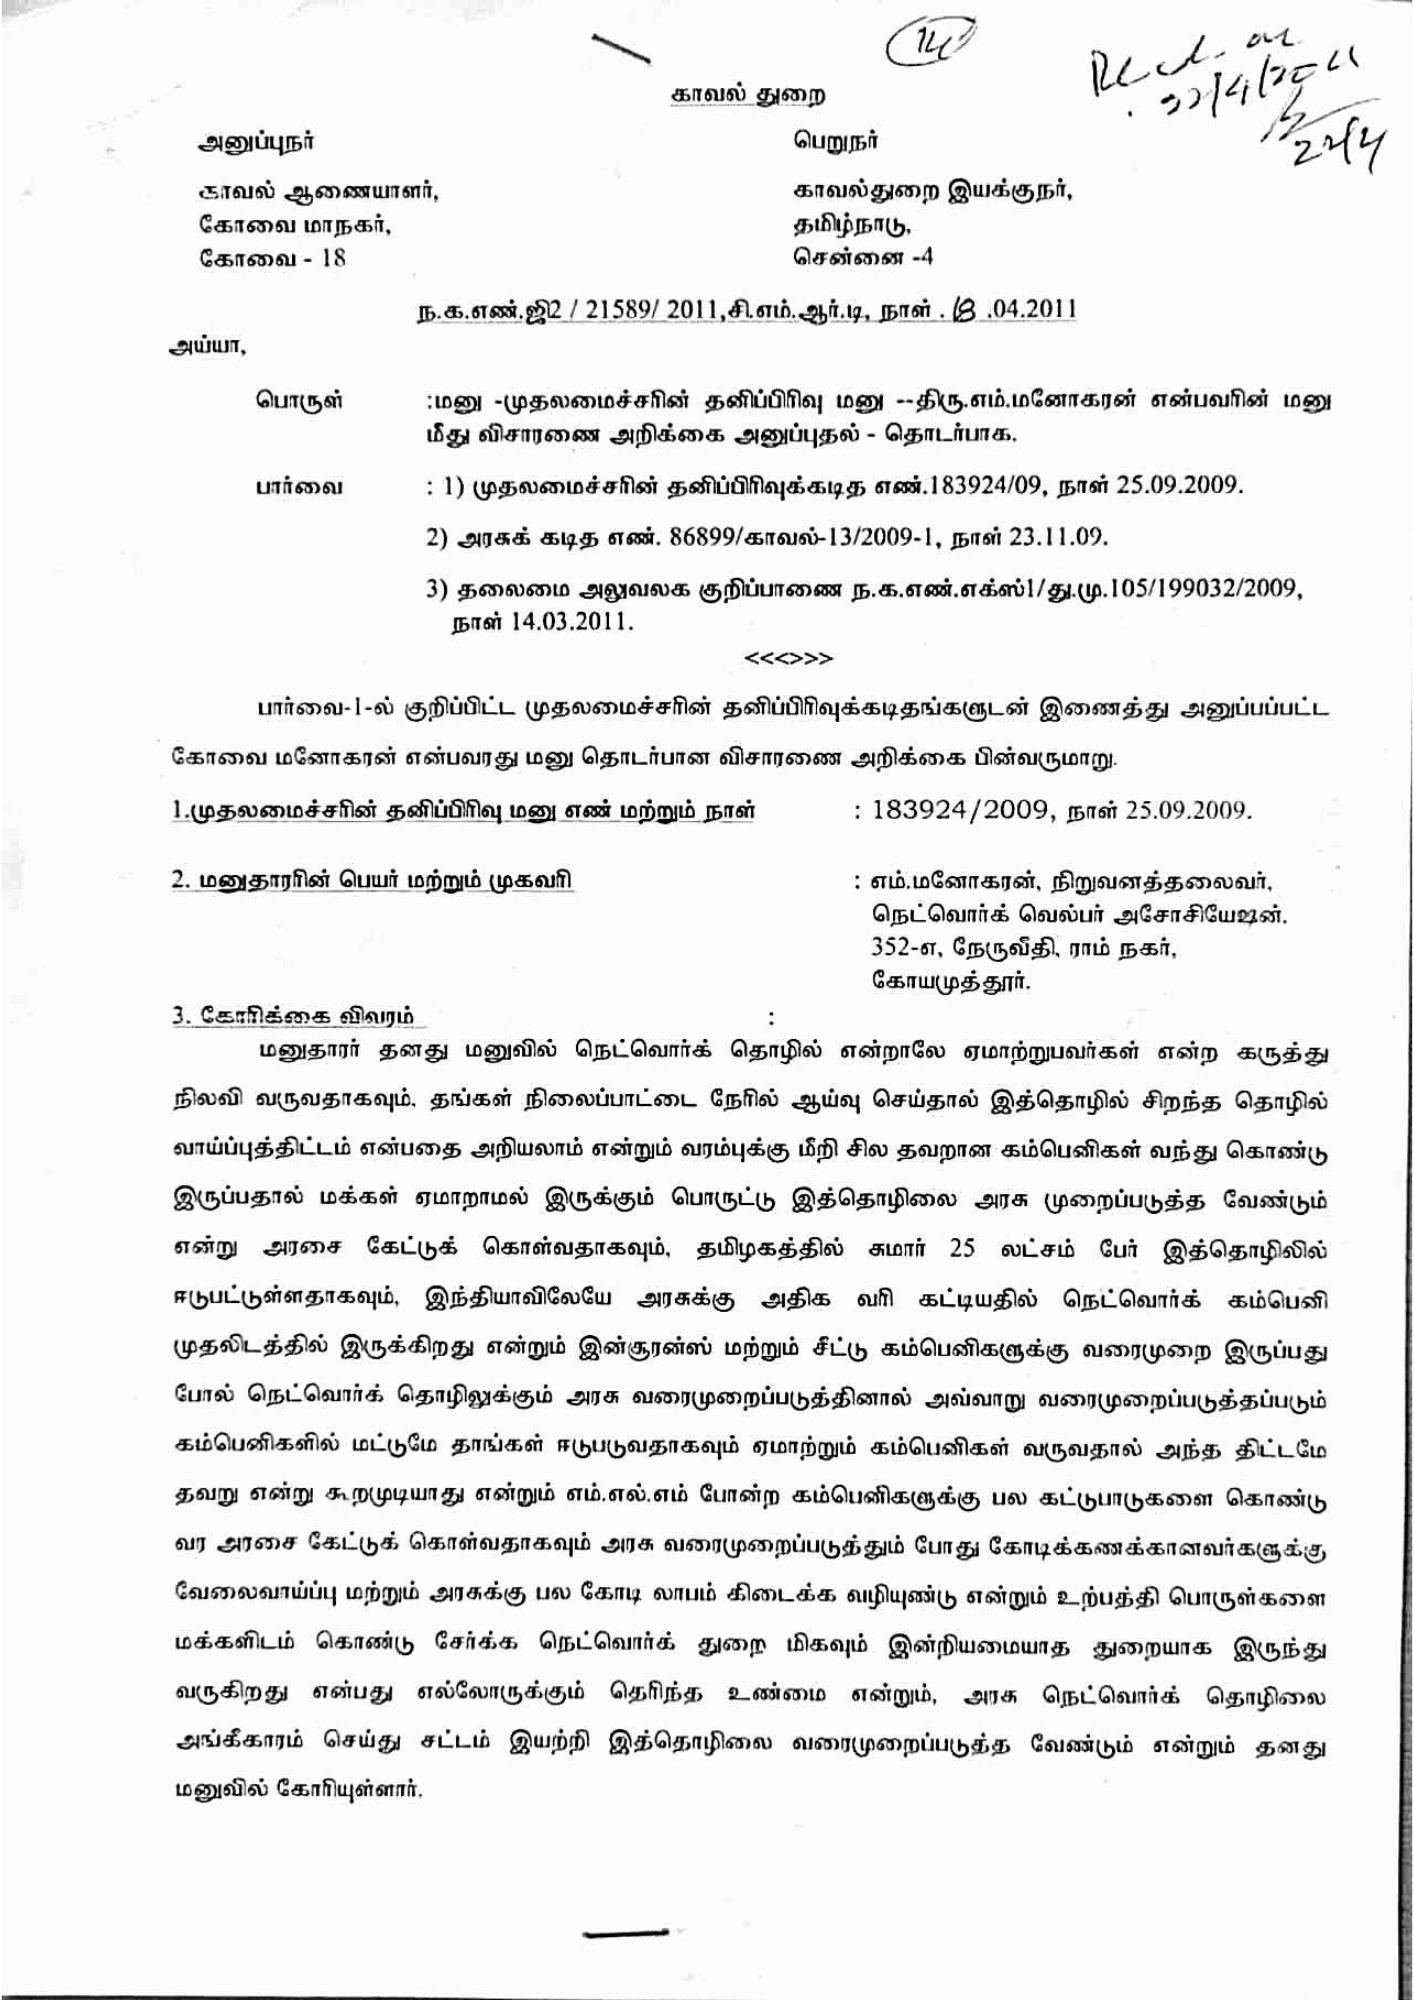 14
Recd. on
22/4/2011
22/4
காவல் துறை
அனுப்புநர்
பெறுநர்
காவல் ஆணையாளர்,
காவல்துறை இயக்குநர்,
கோவை மாநகர்,
தமிழ்நாடு,
கோவை - 18
சென்னை -4
ந.க.எண்.ஜி2 / 21589/ 2011,சி.எம்.ஆர்.டி, நாள் . 18 .04.2011
அய்யா,
பொருள் :மனு -முதலமைச்சரின் தனிப்பிரிவு மனு --திரு.எம்.மனோகரன் என்பவரின் மனு
மீது விசாரணை அறிக்கை அனுப்புதல் - தொடர்பாக.
பார்வை : 1) முதலமைச்சரின் தனிப்பிரிவுக்கடித எண்.183924/09, நாள் 25.09.2009.
2) அரசுக் கடித எண். 86899/காவல்-13/2009-1, நாள் 23.11.09.
3) தலைமை அலுவலக குறிப்பாணை ந.க.எண்.எக்ஸ்1/து.மு.105/199032/2009,
நாள் 14.03.2011.
<<<>>>
பார்வை-1-ல் குறிப்பிட்ட முதலமைச்சரின் தனிப்பிரிவுக்கடிதங்களுடன் இணைத்து அனுப்பப்பட்ட
கோவை மனோகரன் என்பவரது மனு தொடர்பான விசாரணை அறிக்கை பின்வருமாறு.
1.முதலமைச்சரின் தனிப்பிரிவு மனு எண் மற்றும் நாள் : 183924/2009, நாள் 25.09.2009.
2. மனுதாரரின் பெயர் மற்றும் முகவரி : எம்.மனோகரன், நிறுவனத்தலைவர்,
நெட்வொர்க் வெல்பர் அசோசியேஷன்.
352-எ, நேருவீதி, ராம் நகர்,
கோயமுத்தூர்.
3. கோரிக்கை விவரம் :
மனுதாரர் தனது மனுவில் நெட்வொர்க் தொழில் என்றாலே ஏமாற்றுபவர்கள் என்ற கருத்து
நிலவி வருவதாகவும், தங்கள் நிலைப்பாட்டை நேரில் ஆய்வு செய்தால் இத்தொழில் சிறந்த தொழில்
வாய்ப்புத்திட்டம் என்பதை அறியலாம் என்றும் வரம்புக்கு மீறி சில தவறான கம்பெனிகள் வந்து கொண்டு
இருப்பதால் மக்கள் ஏமாறாமல் இருக்கும் பொருட்டு இத்தொழிலை அரசு முறைப்படுத்த வேண்டும்
என்று அரசை கேட்டுக் கொள்வதாகவும், தமிழகத்தில் சுமார் 25 லட்சம் பேர் இத்தொழிலில்
ஈடுபட்டுள்ளதாகவும், இந்தியாவிலேயே அரசுக்கு அதிக வரி கட்டியதில் நெட்வொர்க் கம்பெனி
முதலிடத்தில் இருக்கிறது என்றும் இன்சூரன்ஸ் மற்றும் சீட்டு கம்பெனிகளுக்கு வரைமுறை இருப்பது
போல் நெட்வொர்க் தொழிலுக்கும் அரசு வரைமுறைப்படுத்தினால் அவ்வாறு வரைமுறைப்படுத்தப்படும்
கம்பெனிகளில் மட்டுமே தாங்கள் ஈடுபடுவதாகவும் ஏமாற்றும் கம்பெனிகள் வருவதால் அந்த திட்டமே
தவறு என்று கூறமுடியாது என்றும் எம்.எல்.எம் போன்ற கம்பெனிகளுக்கு பல கட்டுபாடுகளை கொண்டு
வர அரசை கேட்டுக் கொள்வதாகவும் அரசு வரைமுறைப்படுத்தும் போது கோடிக்கணக்கானவர்களுக்கு
வேலைவாய்ப்பு மற்றும் அரசுக்கு பல கோடி லாபம் கிடைக்க வழியுண்டு என்றும் உற்பத்தி பொருள்களை
மக்களிடம் கொண்டு சேர்க்க நெட்வொர்க் துறை மிகவும் இன்றியமையாத துறையாக இருந்து
வருகிறது என்பது எல்லோருக்கும் தெரிந்த உண்மை என்றும், அரசு நெட்வொர்க் தொழிலை
அங்கீகாரம் செய்து சட்டம் இயற்றி இத்தொழிலை வரைமுறைப்படுத்த வேண்டும் என்றும் தனது
மனுவில் கோரியுள்ளார்.